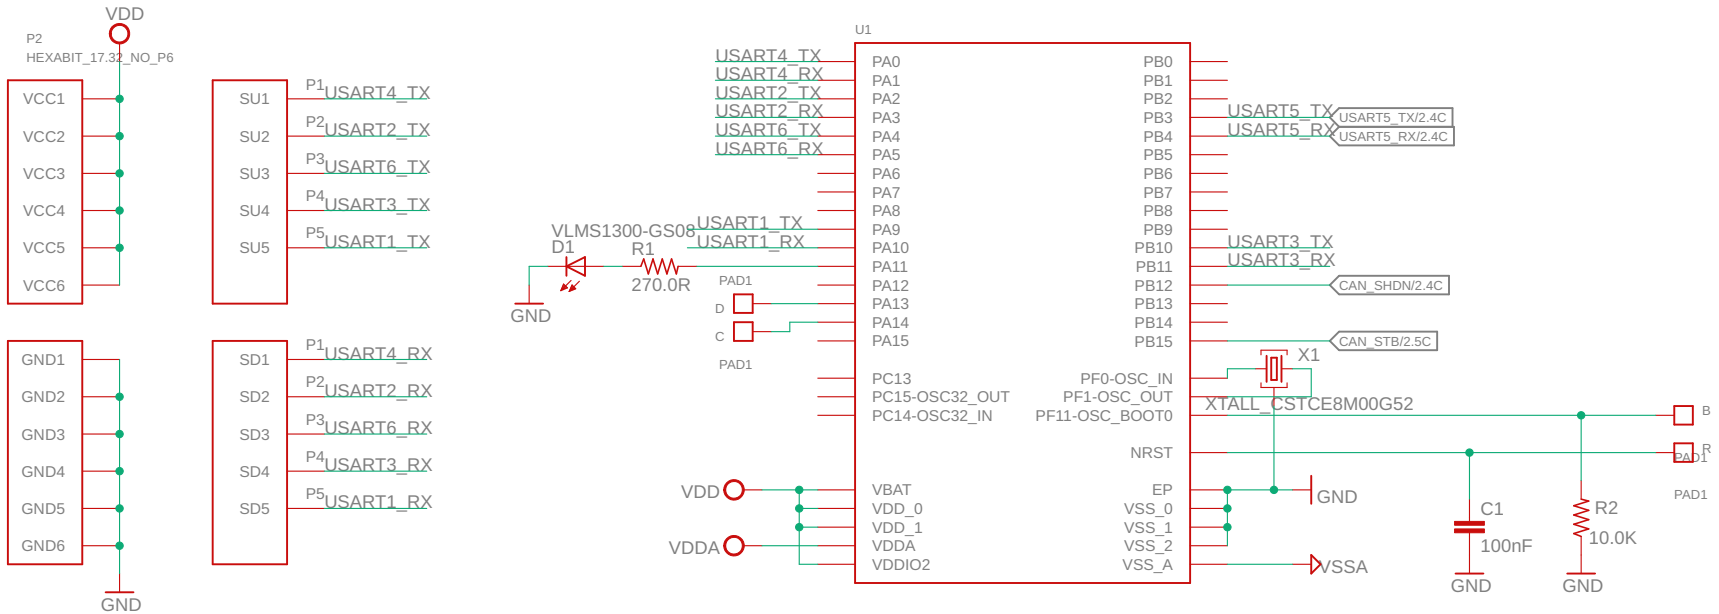 VDD
P2
HEXABIT_17.32_NO_P6
VCC1
VCC2
VCC3
VCC4
VCC5
VCC6
GND1
GND2
GND3
GND4
GND5
GND6
GND
SU1 P1 USART4_TX
SU2 P2 USART2_TX
SU3 P3 USART6_TX
SU4 P4 USART3_TX
SU5 P5 USART1_TX
SD1 P1 USART4_RX
SD2 P2 USART2_RX
SD3 P3 USART6_RX
SD4 P4 USART3_RX
SD5 P5 USART1_RX
U1
USART4_TX PA0
USART4_RX PA1
USART2_TX PA2
USART2_RX PA3
USART6_TX PA4
USART6_RX PA5
PA6
PA7
PA8
USART1_TX PA9
USART1_RX PA10
PA11
PA12
PA13
PA14
PA15
VLMS1300-GS08
D1
R1
270.0R
GND
PAD1
D
C
PAD1
PC13
PC15-OSC32_OUT
PC14-OSC32_IN
VDD
VDDA
VBAT
VDD_0
VDD_1
VDDA
VDDIO2
PB0
PB1
PB2
PB3 USART5_TX USART5_TX/2.4C
PB4 USART5_RX USART5_RX/2.4C
PB5
PB6
PB7
PB8
PB9
PB10 USART3_TX
PB11 USART3_RX
PB12 CAN_SHDN/2.4C
PB13
PB14
PB15 CAN_STB/2.5C
PF0-OSC_IN
PF1-OSC_OUT
PF11-OSC_BOOT0
NRST
X1
XTALL_CSTCE8M00G52
EP
VSS_0
VSS_1
VSS_2
VSS_A
GND
VSSA
C1
100nF
GND
R2
10.0K
GND
B
R
PAD1
PAD1